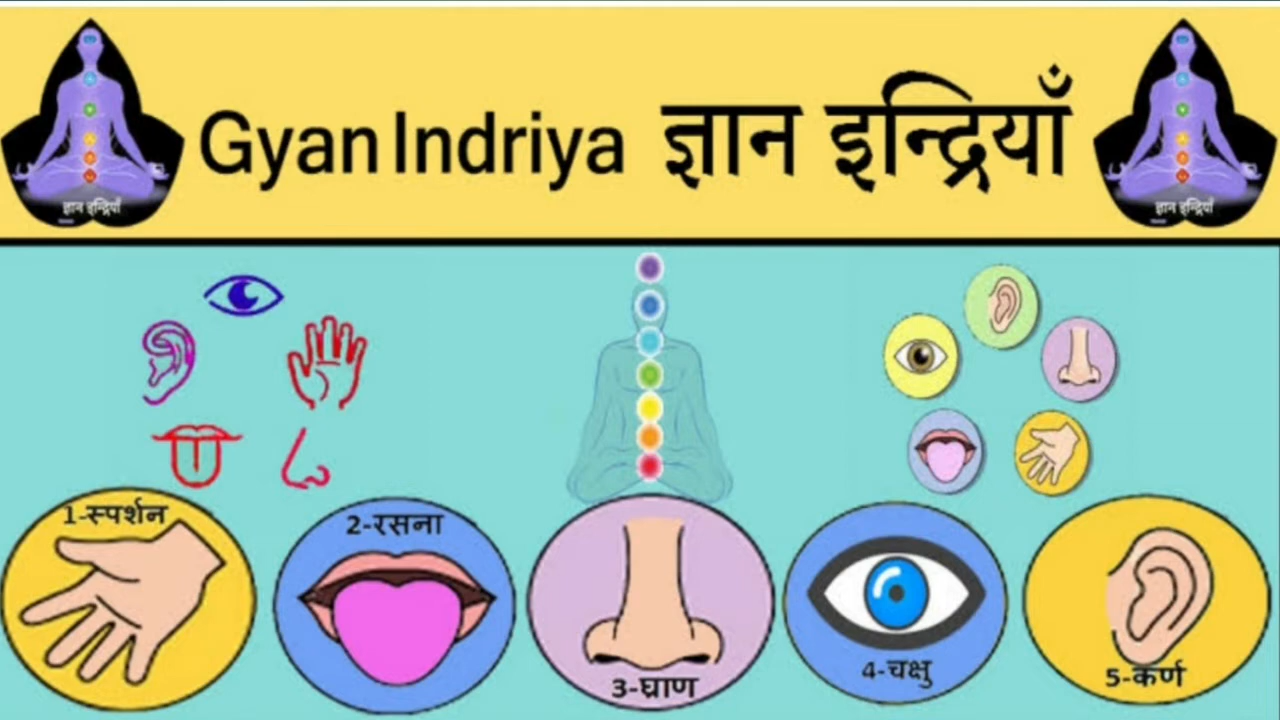 Gyan Indriya ज्ञान इन्द्रियाँ
ज्ञान इन्द्रियाँ
ज्ञान इन्द्रियाँ
1-स्पर्शन
2-रसना
3-घ्राण
4-चक्षु
5-कर्ण